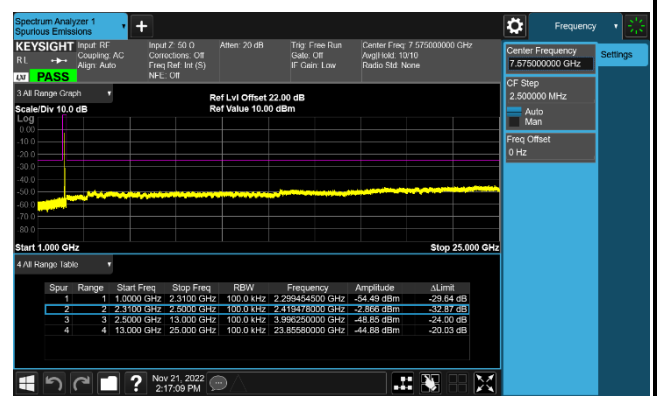 Spectrum Analyzer 1
Spurious Emissions
Frequency
KEYSIGHT
Input: RF
Coupling: AC
Align: Auto
RL
LXI
PASS
Input Z: 50 Ω
Corrections: Off
Freq Ref: Int (S)
NFE: Off
Atten: 20 dB
Trig: Free Run
Gate: Off
IF Gain: Low
Center Freq: 7.575000000 GHz
Avg|Hold: 10/10
Radio Std: None
Center Frequency
7.575000000 GHz
Settings
CF Step
2.500000 MHz
Auto
Man
Freq Offset
0 Hz
3 All Range Graph
Ref Lvl Offset 22.00 dB
Scale/Div 10.0 dB
Ref Value 10.00 dBm
Log
0.00
-10.0
-20.0
-30.0
-40.0
-50.0
-60.0
-70.0
-80.0
Start 1.000 GHz
Stop 25.000 GHz
4 All Range Table
Spur Range Start Freq Stop Freq RBW Frequency Amplitude ΔLimit
1 1 1.0000 GHz 2.3100 GHz 100.0 kHz 2.299454500 GHz -54.49 dBm -29.64 dB
2 2 2.3100 GHz 2.5000 GHz 100.0 kHz 2.419478000 GHz -2.866 dBm -32.87 dB
3 3 2.5000 GHz 13.000 GHz 100.0 kHz 3.996250000 GHz -48.85 dBm -24.00 dB
4 4 13.000 GHz 25.000 GHz 100.0 kHz 23.85580000 GHz -44.88 dBm -20.03 dB
Nov 21, 2022
2:17:09 PM